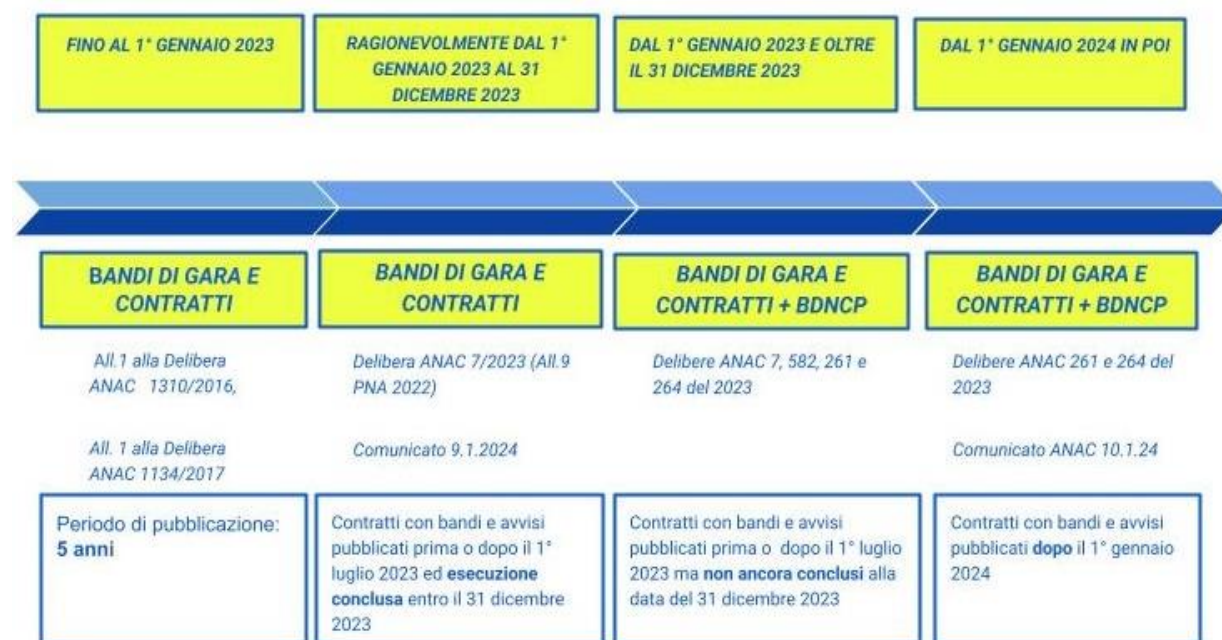 FINO AL 1° GENNAIO 2023
RAGIONEVOLMENTE DAL 1°
GENNAIO 2023 AL 31
DICEMBRE 2023
DAL 1° GENNAIO 2023 E OLTRE
IL 31 DICEMBRE 2023
DAL 1° GENNAIO 2024 IN POI
BANDI DI GARA E
CONTRATTI
BANDI DI GARA E
CONTRATTI
BANDI DI GARA E
CONTRATTI + BDNCP
BANDI DI GARA E
CONTRATTI + BDNCP
All.1 alla Delibera
ANAC 1310/2016,
All. 1 alla Delibera
ANAC 1134/2017
Delibera ANAC 7/2023 (All.9
PNA 2022)
Comunicato 9.1.2024
Delibere ANAC 7, 582, 261 e
264 del 2023
Delibere ANAC 261 e 264 del
2023
Comunicato ANAC 10.1.24
Periodo di pubblicazione:
5 anni
Contratti con bandi e avvisi
pubblicati prima o dopo il 1°
luglio 2023 ed esecuzione
conclusa entro il 31 dicembre
2023
Contratti con bandi e avvisi
pubblicati prima o dopo il 1° luglio
2023 ma non ancora conclusi alla
data del 31 dicembre 2023
Contratti con bandi e avvisi
pubblicati dopo il 1° gennaio
2024